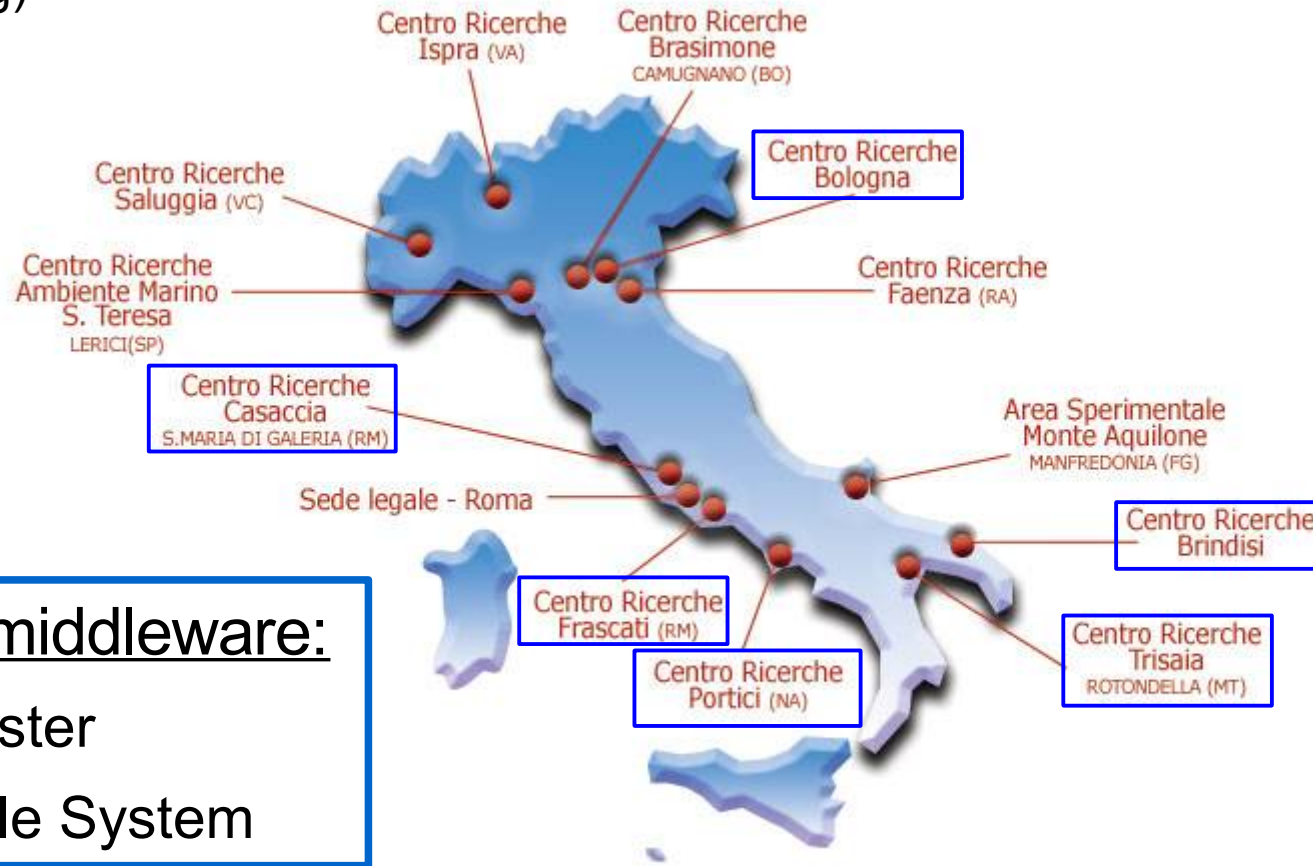 Centro Ricerche
Ispra (VA)
Centro Ricerche
Brasimone
CAMUGNANO (BO)
Centro Ricerche
Bologna
Centro Ricerche
Saluggia (VC)
Centro Ricerche
Ambiente Marino
S. Teresa
LERICI(SP)
Centro Ricerche
Faenza (RA)
Centro Ricerche
Casaccia
S.MARIA DI GALERIA (RM)
Area Sperimentale
Monte Aquilone
MANFREDONIA (FG)
Sede legale - Roma
Centro Ricerche
Brindisi
Centro Ricerche
Frascati (RM)
Centro Ricerche
Trisaia
ROTONDELLA (MT)
Centro Ricerche
Portici (NA)
middleware:
ster
le System